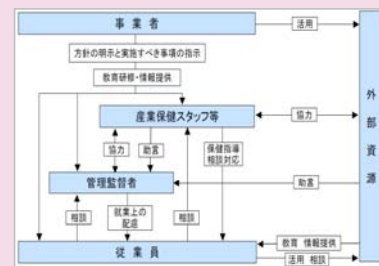 事業者
活用
方針の明示と実施すべき事項の指示
教育研修・情報提供
産業保健スタッフ等
協力
外部資源
協力
助言
保健指導
相談対応
管理監督者
助言
相談
就業上の
配慮
相談
従業員
教育 情報提供
活用 相談